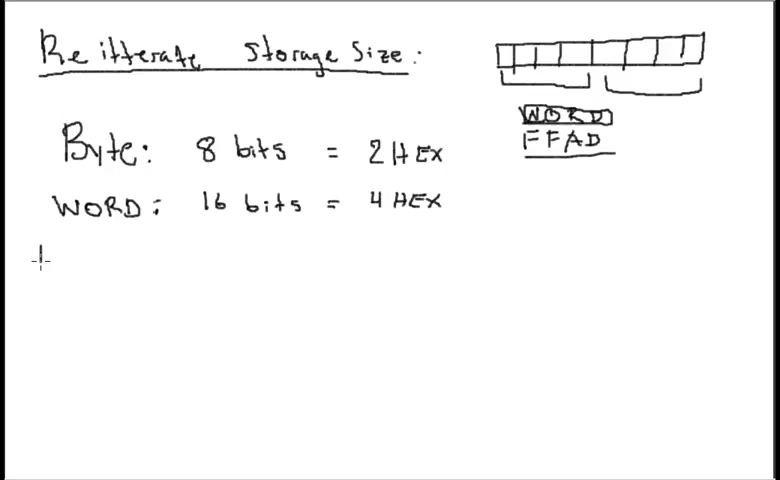 Re itterate Storage Size:
WORD
FFAD
Byte: 8 bits = 2 HEX
WORD: 16 bits = 4 HEX